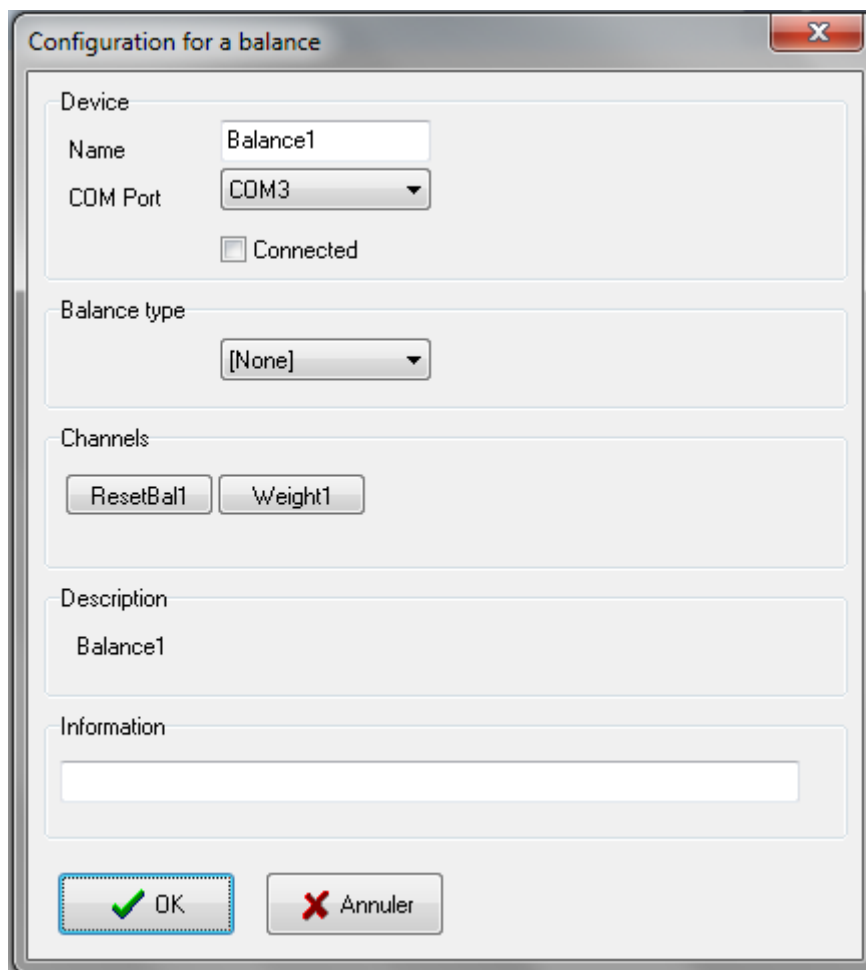 Configuration for a balance
Device
Name
Balance1
COM Port
COM3
Connected
Balance type
[None]
Channels
ResetBal1
Weight1
Description
Balance1
Information
OK
Annuler